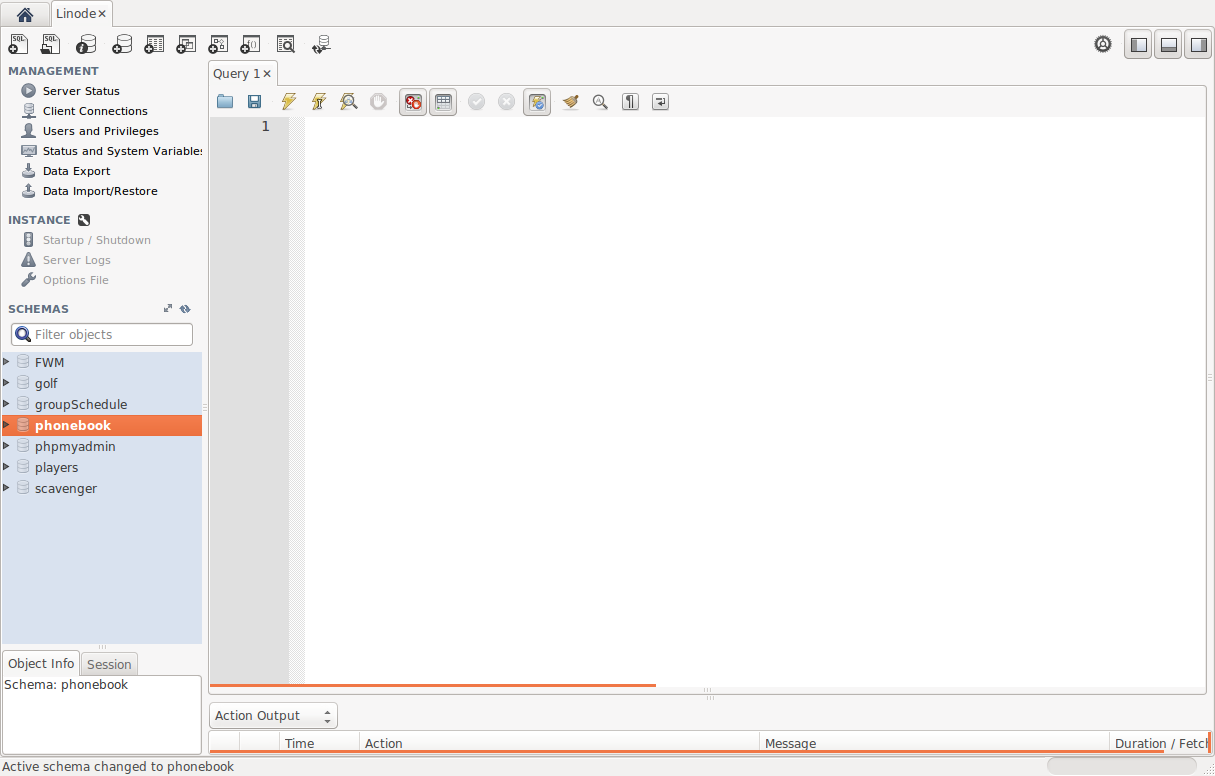 Linode
SQL SQL
MANAGEMENT
Server Status
Client Connections
Users and Privileges
Status and System Variables
Data Export
Data Import/Restore
INSTANCE
Startup / Shutdown
Server Logs
Options File
SCHEMAS
Filter objects
FWM
golf
groupSchedule
phonebook
phpmyadmin
players
scavenger
Object Info Session
Schema: phonebook
Query 1
1
Action Output
Time Action Message Duration / Fetch
Active schema changed to phonebook